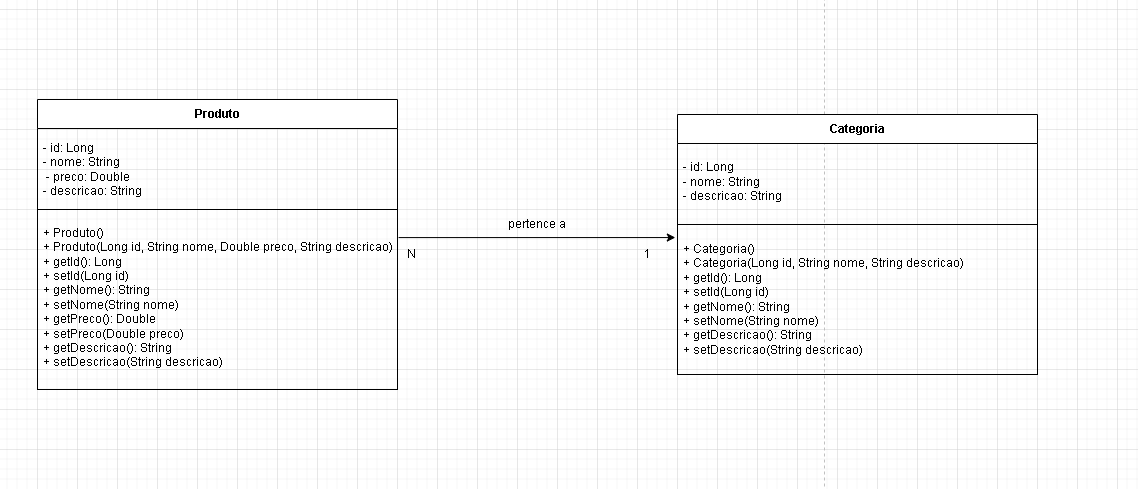 Produto
- id: Long
- nome: String
- preco: Double
- descricao: String
+ Produto()
+ Produto(Long id, String nome, Double preco, String descricao)
+ getId(): Long
+ setId(Long id)
+ getNome(): String
+ setNome(String nome)
+ getPreco(): Double
+ setPreco(Double preco)
+ getDescricao(): String
+ setDescricao(String descricao)
pertence a
N
1
Categoria
- id: Long
- nome: String
- descricao: String
+ Categoria()
+ Categoria(Long id, String nome, String descricao)
+ getId(): Long
+ setId(Long id)
+ getNome(): String
+ setNome(String nome)
+ getDescricao(): String
+ setDescricao(String descricao)